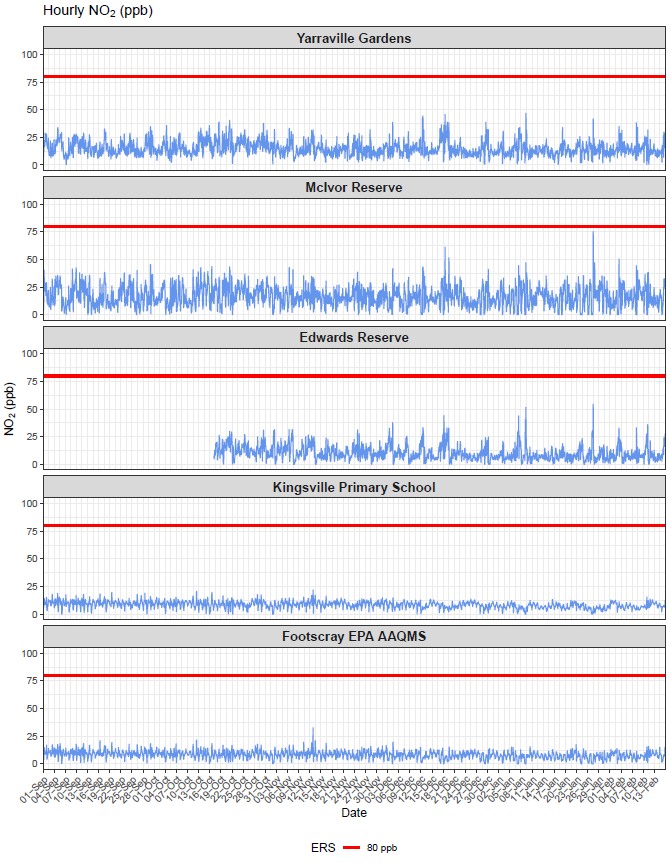 Hourly NO₂ (ppb)
Yarraville Gardens
100
75
50
25
0
McIvor Reserve
100
75
50
25
0
Edwards Reserve
100
75
50
25
0
NO₂ (ppb)
Kingsville Primary School
100
75
50
25
0
Footscray EPA AAQMS
100
75
50
25
0
01-Sep
04-Sep
07-Sep
10-Sep
13-Sep
16-Sep
19-Sep
22-Sep
25-Sep
28-Sep
01-Oct
04-Oct
07-Oct
10-Oct
13-Oct
16-Oct
19-Oct
22-Oct
25-Oct
28-Oct
31-Oct
03-Nov
06-Nov
09-Nov
12-Nov
15-Nov
18-Nov
21-Nov
24-Nov
27-Nov
30-Nov
03-Dec
06-Dec
09-Dec
12-Dec
15-Dec
18-Dec
21-Dec
24-Dec
27-Dec
30-Dec
02-Jan
05-Jan
08-Jan
11-Jan
14-Jan
17-Jan
20-Jan
23-Jan
26-Jan
29-Jan
01-Feb
04-Feb
07-Feb
10-Feb
13-Feb
Date
ERS
80 ppb